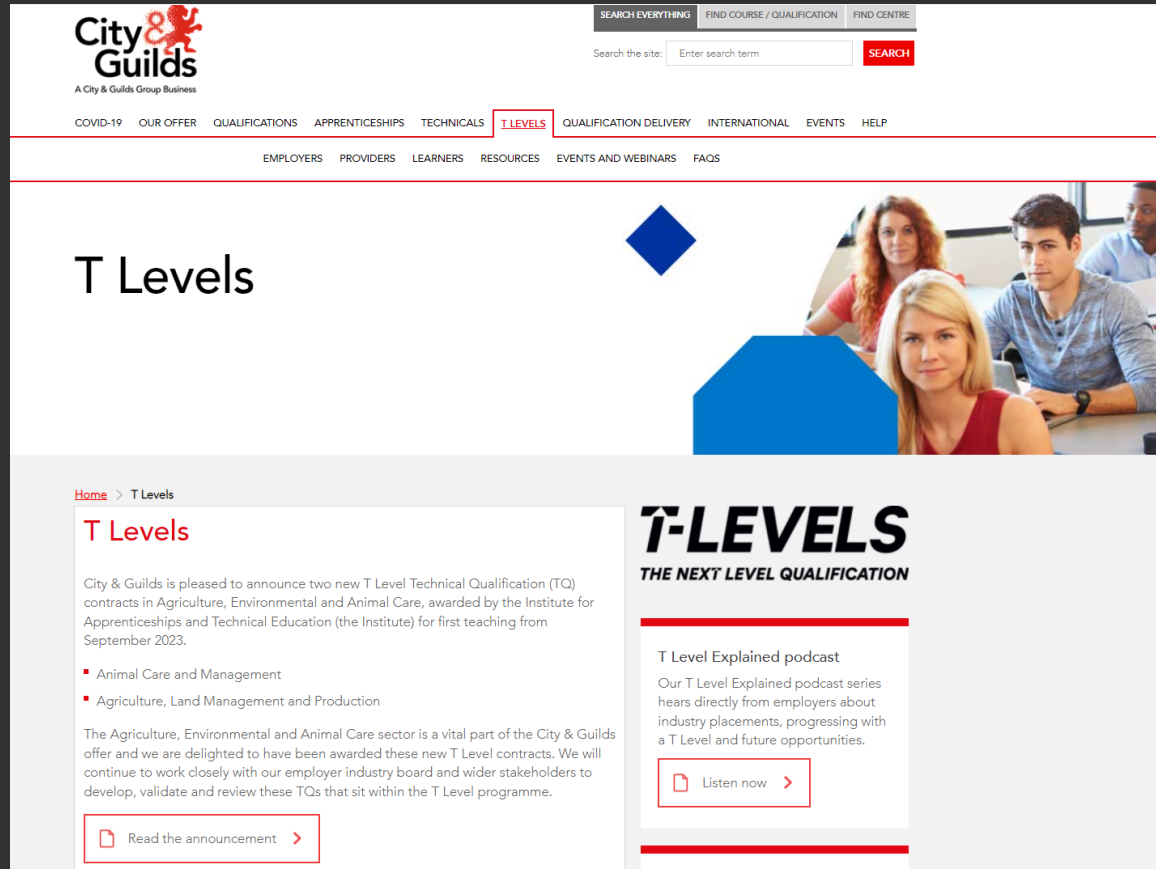 City &
Guilds
A City & Guilds Group Business
SEARCH EVERYTHING
FIND COURSE / QUALIFICATION
FIND CENTRE
Search the site:
Enter search term
SEARCH
COVID-19
OUR OFFER
QUALIFICATIONS
APPRENTICESHIPS
TECHNICALS
T LEVELS
QUALIFICATION DELIVERY
INTERNATIONAL
EVENTS
HELP
EMPLOYERS
PROVIDERS
LEARNERS
RESOURCES
EVENTS AND WEBINARS
FAQS
T Levels
Home > T Levels
T Levels
City & Guilds is pleased to announce two new T Level Technical Qualification (TQ)
contracts in Agriculture, Environmental and Animal Care, awarded by the Institute for
Apprenticeships and Technical Education (the Institute) for first teaching from
September 2023.
Animal Care and Management
Agriculture, Land Management and Production
The Agriculture, Environmental and Animal Care sector is a vital part of the City & Guilds
offer and we are delighted to have been awarded these new T Level contracts. We will
continue to work closely with our employer industry board and wider stakeholders to
develop, validate and review these TQs that sit within the T Level programme.
Read the announcement
T-LEVELS
THE NEXT LEVEL QUALIFICATION
T Level Explained podcast
Our T Level Explained podcast series
hears directly from employers about
industry placements, progressing with
a T Level and future opportunities.
Listen now